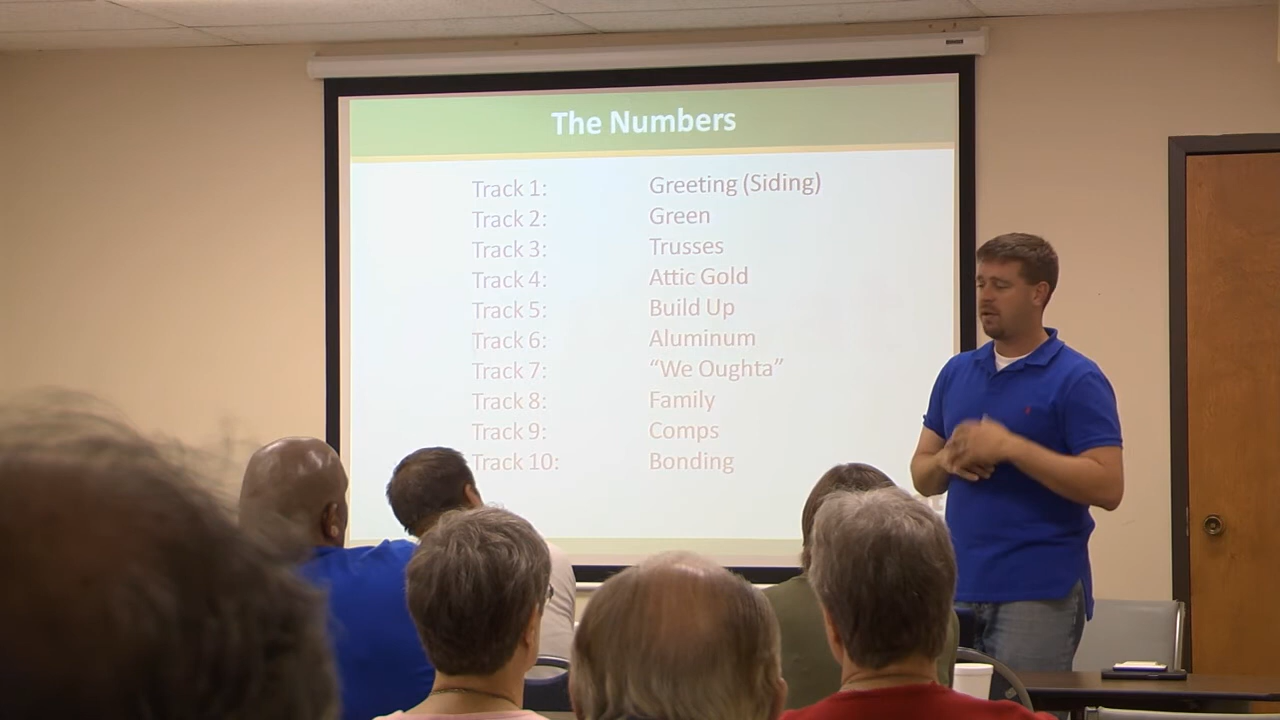 The Numbers
Track 1: Greeting (Siding)
Track 2: Green
Track 3: Trusses
Track 4: Attic Gold
Track 5: Build Up
Track 6: Aluminum
Track 7: “We Oughta”
Track 8: Family
Track 9: Comps
Track 10: Bonding